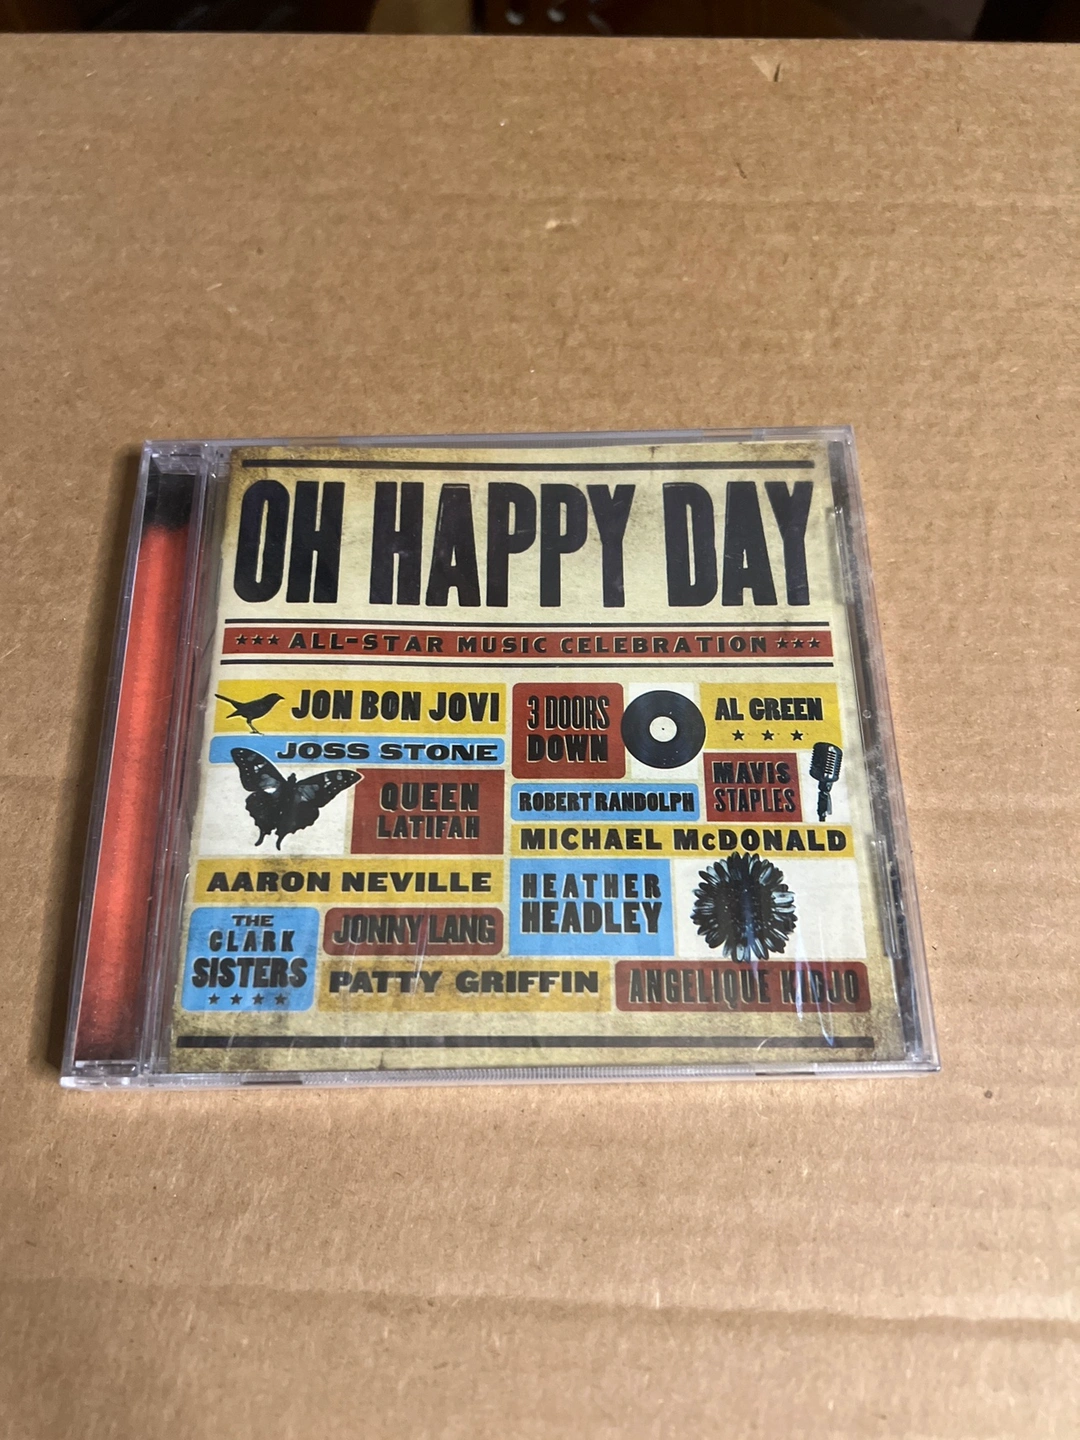 OH HAPPY DAY
ALL-STAR MUSIC CELEBRATION
JON BON JOVI
JOSS STONE
QUEEN
LATIFAH
3 DOORS
DOWN
AL GREEN
ROBERT RANDOLPH
MAVIS
STAPLES
MICHAEL McDONALD
AARON NEVILLE
HEATHER
HEADLEY
THE
CLARK
SISTERS
JONNY LANG
PATTY GRIFFIN
ANGELIQUE KIDJO